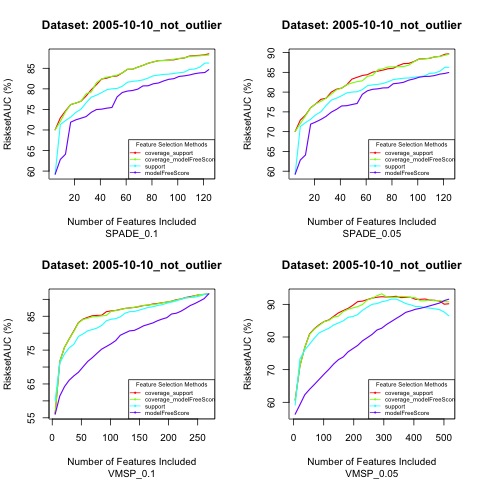 Dataset: 2005-10-10_not_outlier
RisksetAUC (%)
60 65 70 75 80 85
Feature Selection Methods
coverage_support
coverage_modelFreeScor
support
modelFreeScore
20 40 60 80 100 120
Number of Features Included
SPADE_0.1
Dataset: 2005-10-10_not_outlier
RisksetAUC (%)
60 65 70 75 80 85 90
Feature Selection Methods
coverage_support
coverage_modelFreeScor
support
modelFreeScore
20 40 60 80 100 120
Number of Features Included
SPADE_0.05
Dataset: 2005-10-10_not_outlier
RisksetAUC (%)
55 65 75 85
Feature Selection Methods
coverage_support
coverage_modelFreeScor
support
modelFreeScore
0 50 100 150 200 250
Number of Features Included
VMSP_0.1
Dataset: 2005-10-10_not_outlier
RisksetAUC (%)
60 70 80 90
Feature Selection Methods
coverage_support
coverage_modelFreeScor
support
modelFreeScore
0 100 200 300 400 500
Number of Features Included
VMSP_0.05